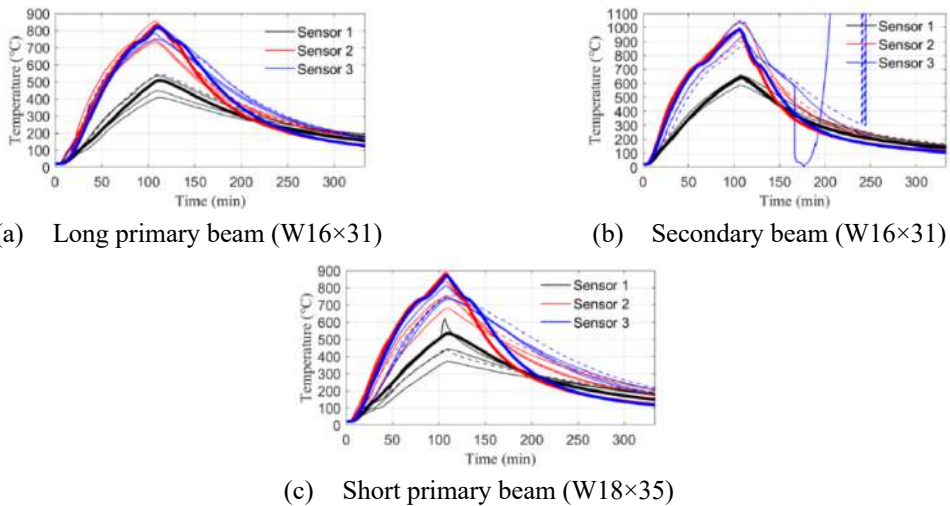 900
800
700
600
500
400
300
200
100
0
Temperature (°C)
Sensor 1
Sensor 2
Sensor 3
0 50 100 150 200 250 300
Time (min)
1100
1000
900
800
700
600
500
400
300
200
100
0
Temperature (°C)
Sensor 1
Sensor 2
Sensor 3
0 50 100 150 200 250 300
Time (min)
(a) Long primary beam (W16×31)
(b) Secondary beam (W16×31)
900
800
700
600
500
400
300
200
100
0
Temperature (°C)
Sensor 1
Sensor 2
Sensor 3
0 50 100 150 200 250 300
Time (min)
(c) Short primary beam (W18×35)